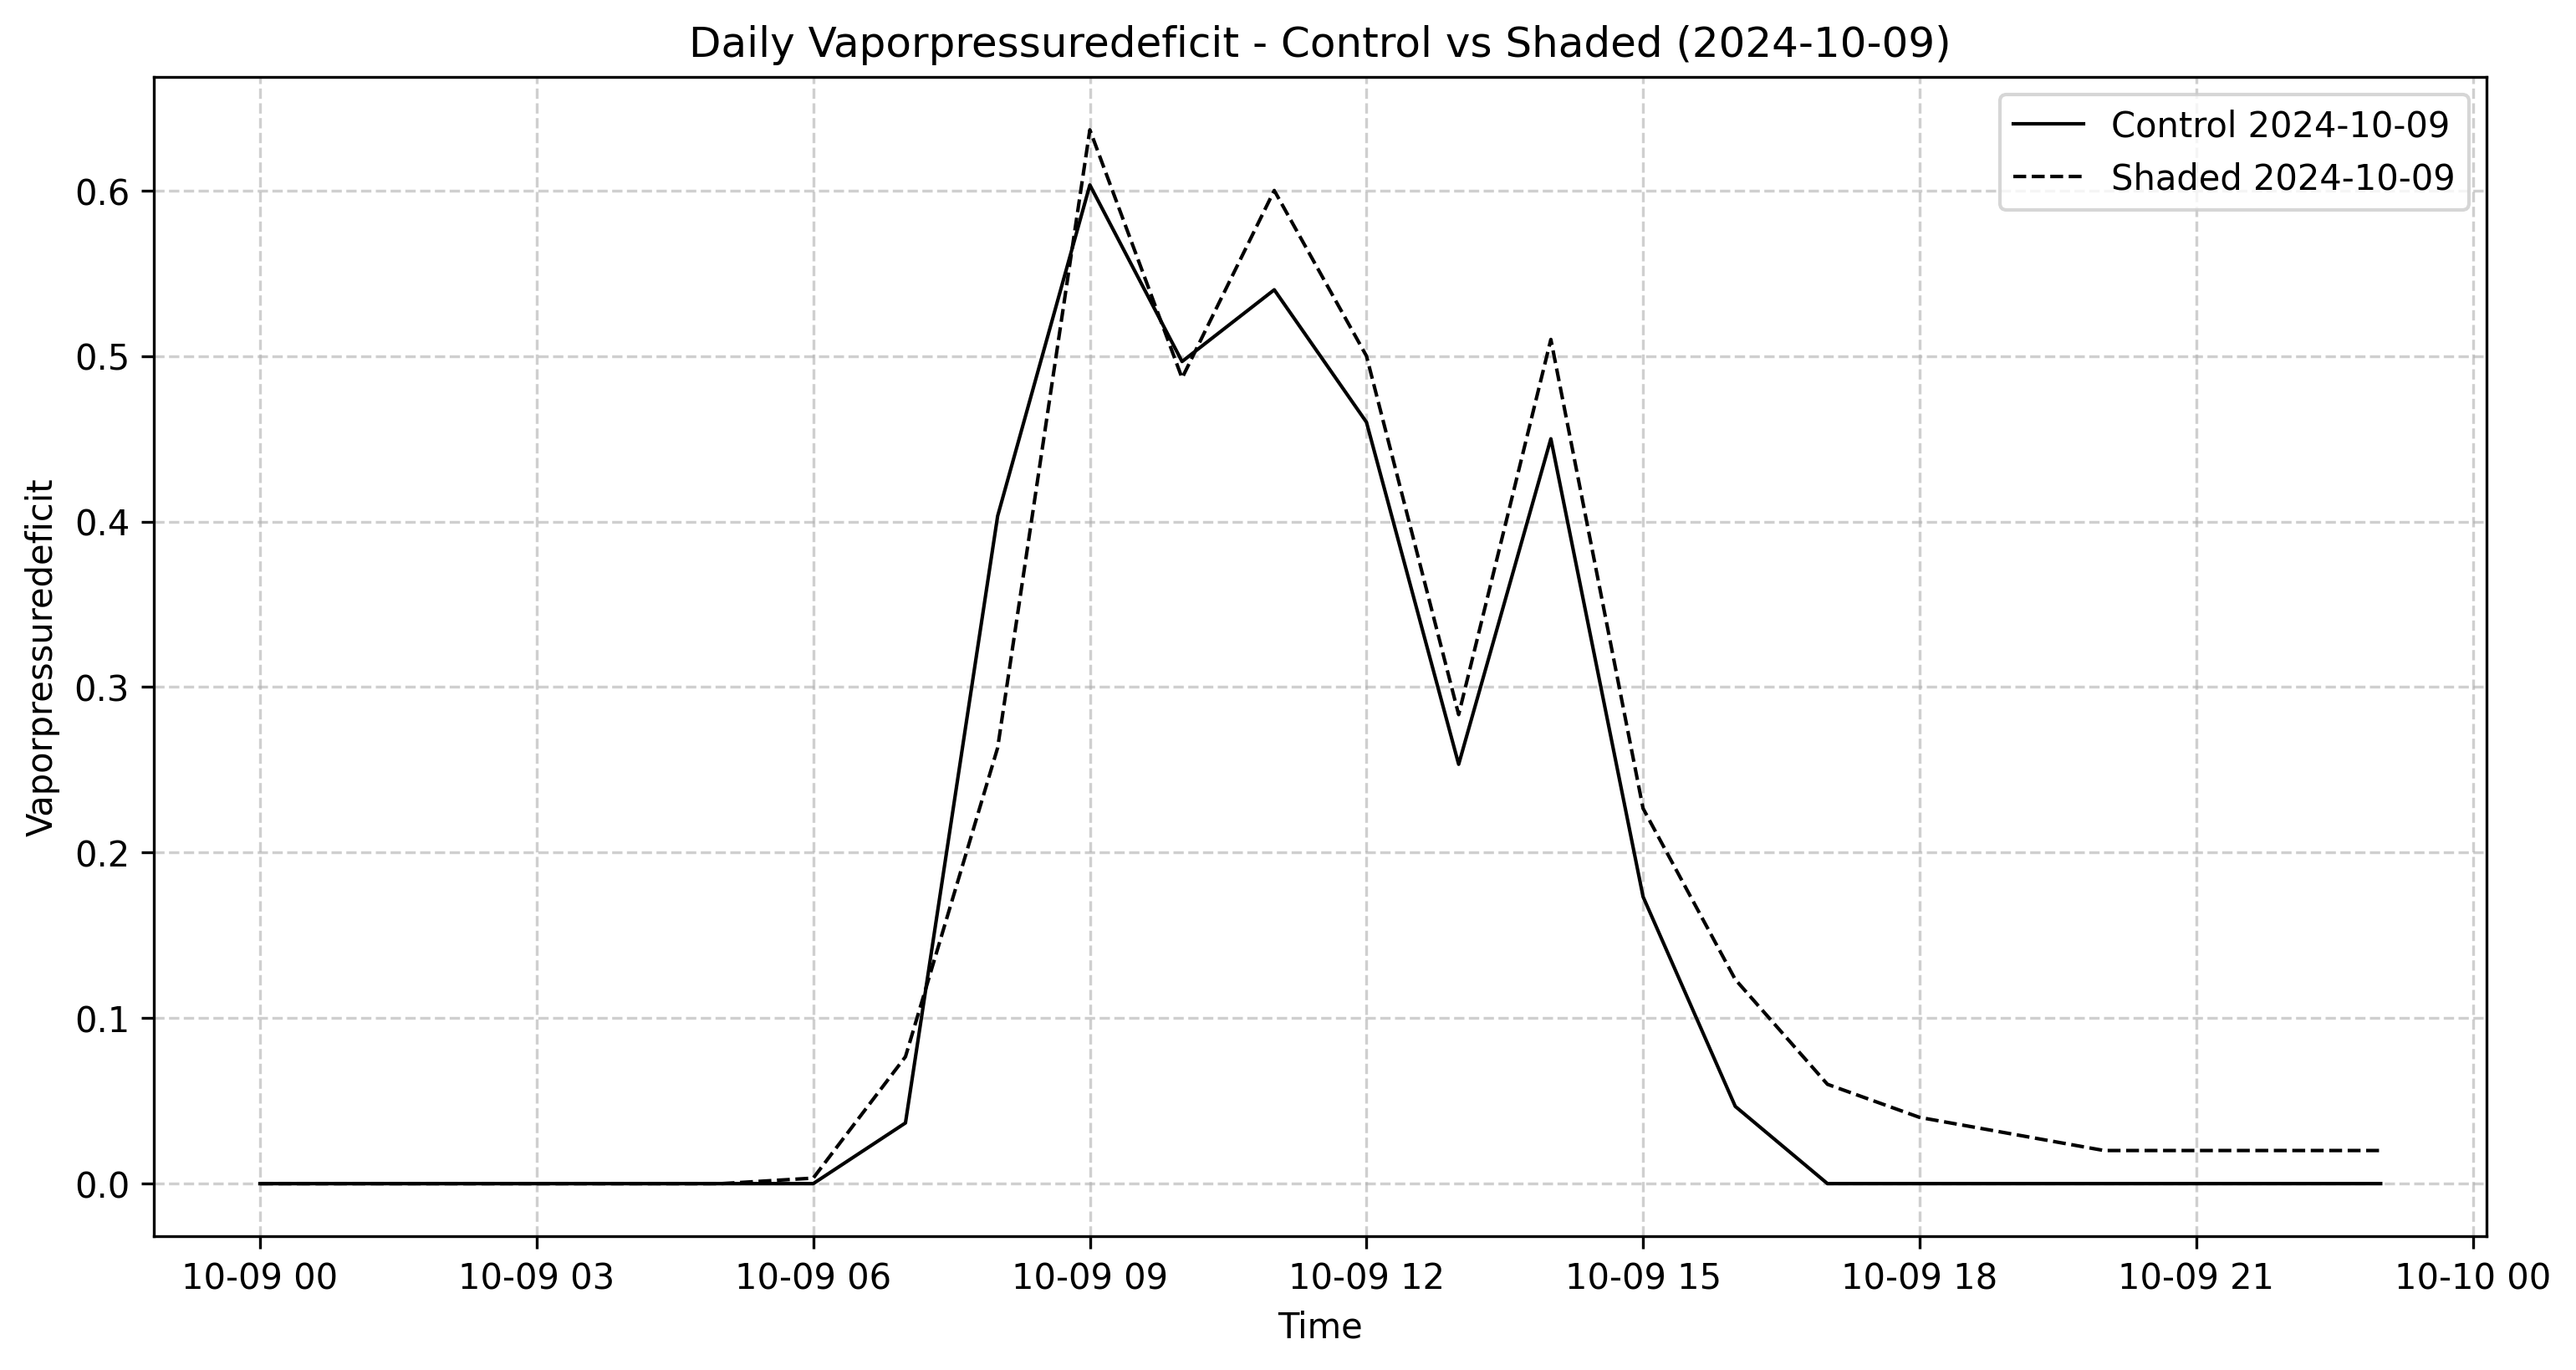 Daily Vaporpressuredeficit - Control vs Shaded (2024-10-09)
Control 2024-10-09
Shaded 2024-10-09
Vaporpressuredeficit
0.6
0.5
0.4
0.3
0.2
0.1
0.0
10-09 00 10-09 03 10-09 06 10-09 09 10-09 12 10-09 15 10-09 18 10-09 21 10-10 00
Time